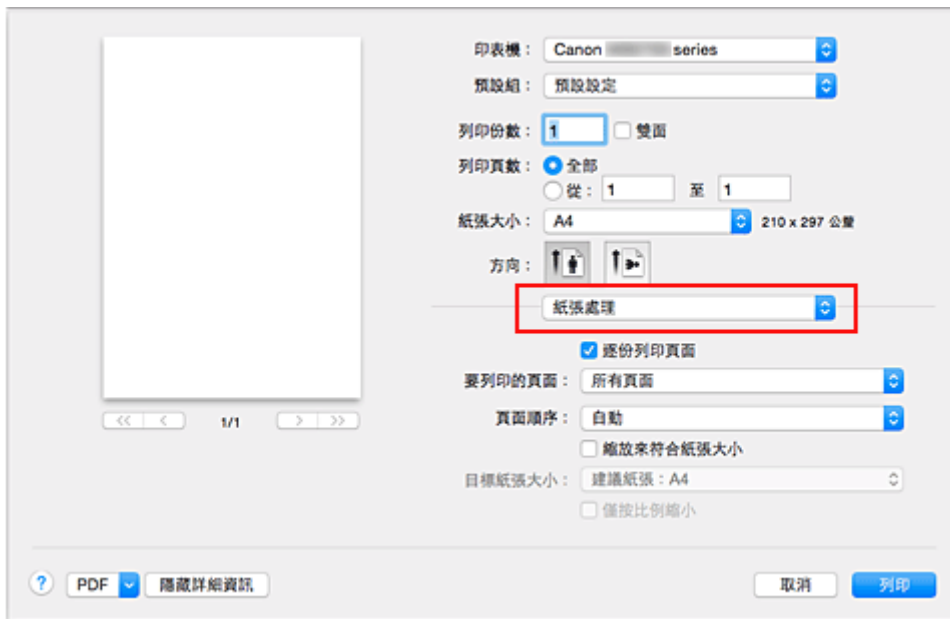 印表機： Canon series
預設組： 預設設定
列印份數： 1 雙面
列印頁數： 全部
從： 1 至 1
紙張大小： A4 210 x 297 公釐
方向：
紙張處理
逐份列印頁面
要列印的頁面： 所有頁面
1/1
頁面順序： 自動
縮放來符合紙張大小
目標紙張大小： 建議紙張：A4
僅按比例縮小
? PDF 隱藏詳細資訊 取消 列印